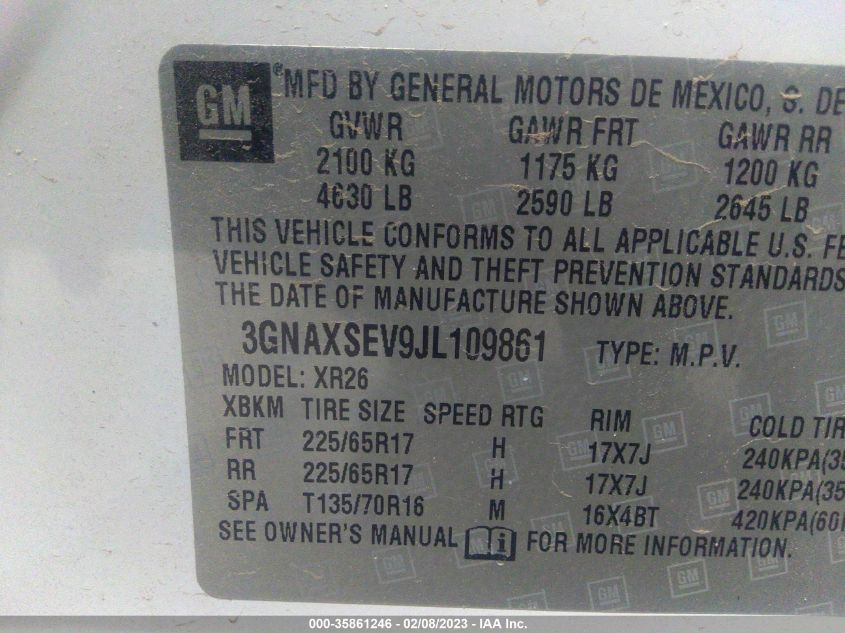 GM
® MFD BY GENERAL MOTORS DE MEXICO, S. DE
GVWR GAWR FRT GAWR RR
2100 KG 1175 KG 1200 KG
4630 LB 2590 LB 2645 LB
THIS VEHICLE CONFORMS TO ALL APPLICABLE U.S. FE
VEHICLE SAFETY AND THEFT PREVENTION STANDARDS
THE DATE OF MANUFACTURE SHOWN ABOVE.
3GNAXSEV9JL109861 TYPE: M.P.V.
MODEL: XR26
XBKM TIRE SIZE SPEED RTG RIM COLD TIR
FRT 225/65R17 H 17X7J 240KPA(35
RR 225/65R17 H 17X7J 240KPA(35
SPA T135/70R16 M 16X4BT 420KPA(60
SEE OWNER'S MANUAL i FOR MORE INFORMATION.
000-35861246 - 02/08/2023 - IAA Inc.